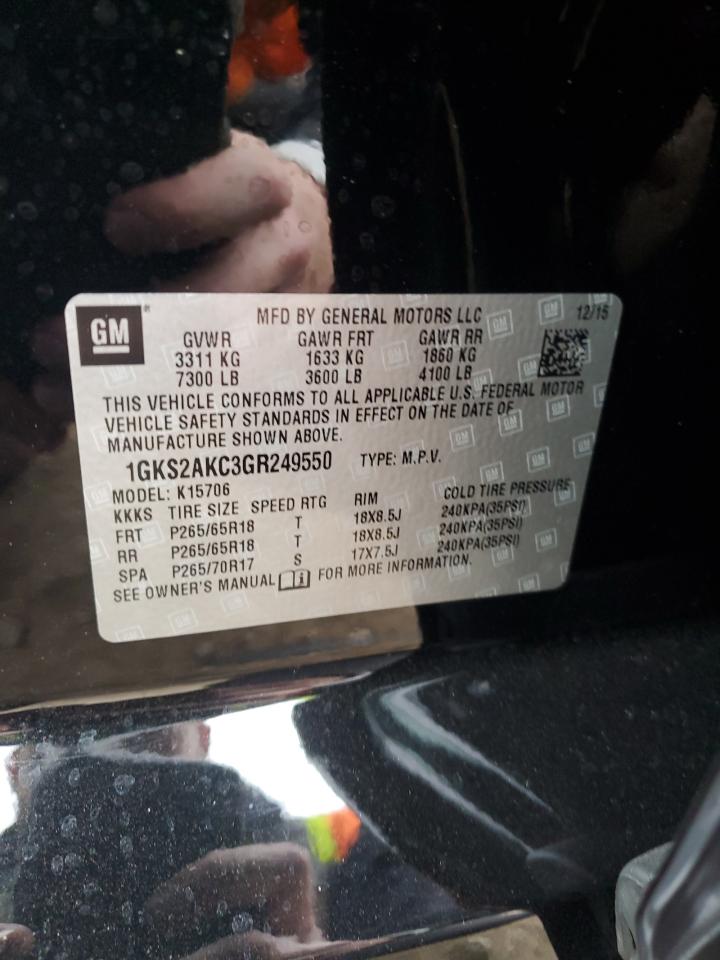 GM
MFD BY GENERAL MOTORS LLC 12/15
GVWR GAWR FRT GAWR RR
3311 KG 1633 KG 1860 KG
7300 LB 3600 LB 4100 LB
THIS VEHICLE CONFORMS TO ALL APPLICABLE U.S. FEDERAL MOTOR
VEHICLE SAFETY STANDARDS IN EFFECT ON THE DATE OF
MANUFACTURE SHOWN ABOVE.
1GKS2AKC3GR249550 TYPE: M.P.V.
MODEL: K15706
KKKS TIRE SIZE SPEED RTG RIM COLD TIRE PRESSURE
FRT P265/65R18 T 18X8.5J 240KPA(35PSI)
RR P265/65R18 T 18X8.5J 240KPA(35PSI)
SPA P265/70R17 S 17X7.5J 240KPA(35PSI)
SEE OWNER'S MANUAL FOR MORE INFORMATION.